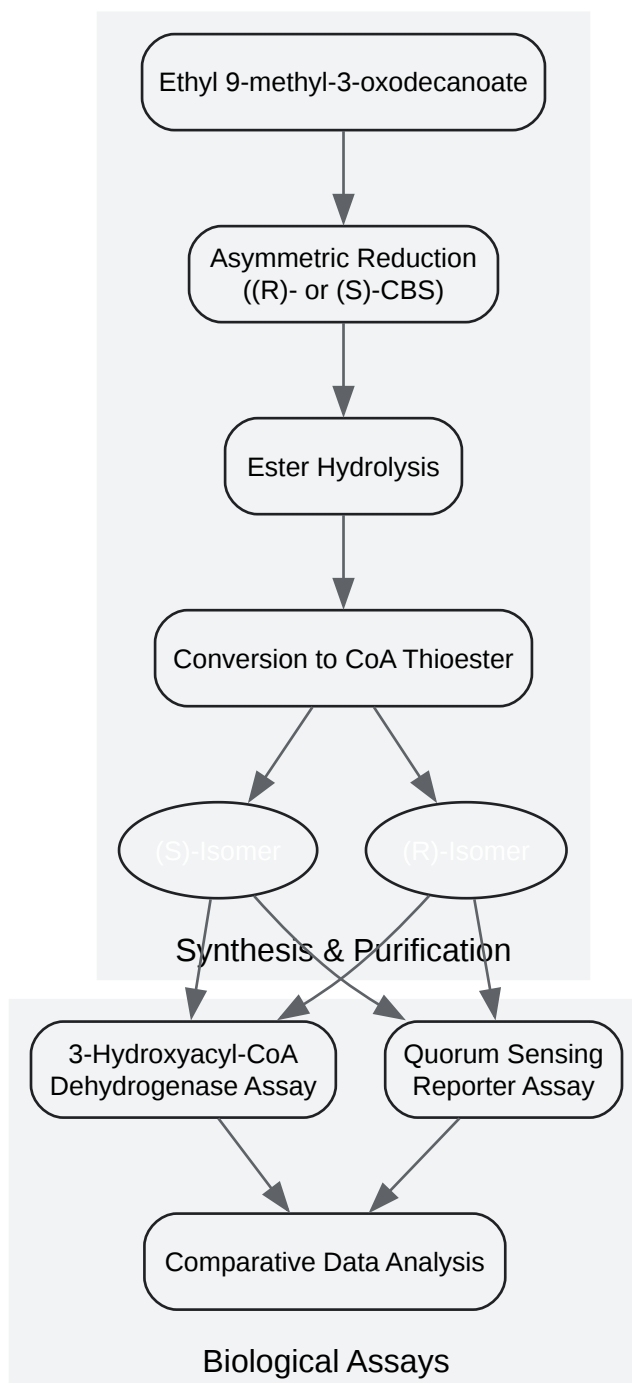 Ethyl 9-methyl-3-oxodecanoate
Asymmetric Reduction
((R)- or (S)-CBS)
Ester Hydrolysis
Conversion to CoA Thioester
(S)-Isomer
(R)-Isomer
Synthesis & Purification
3-Hydroxyacyl-CoA
Dehydrogenase Assay
Quorum Sensing
Reporter Assay
Comparative Data Analysis
Biological Assays